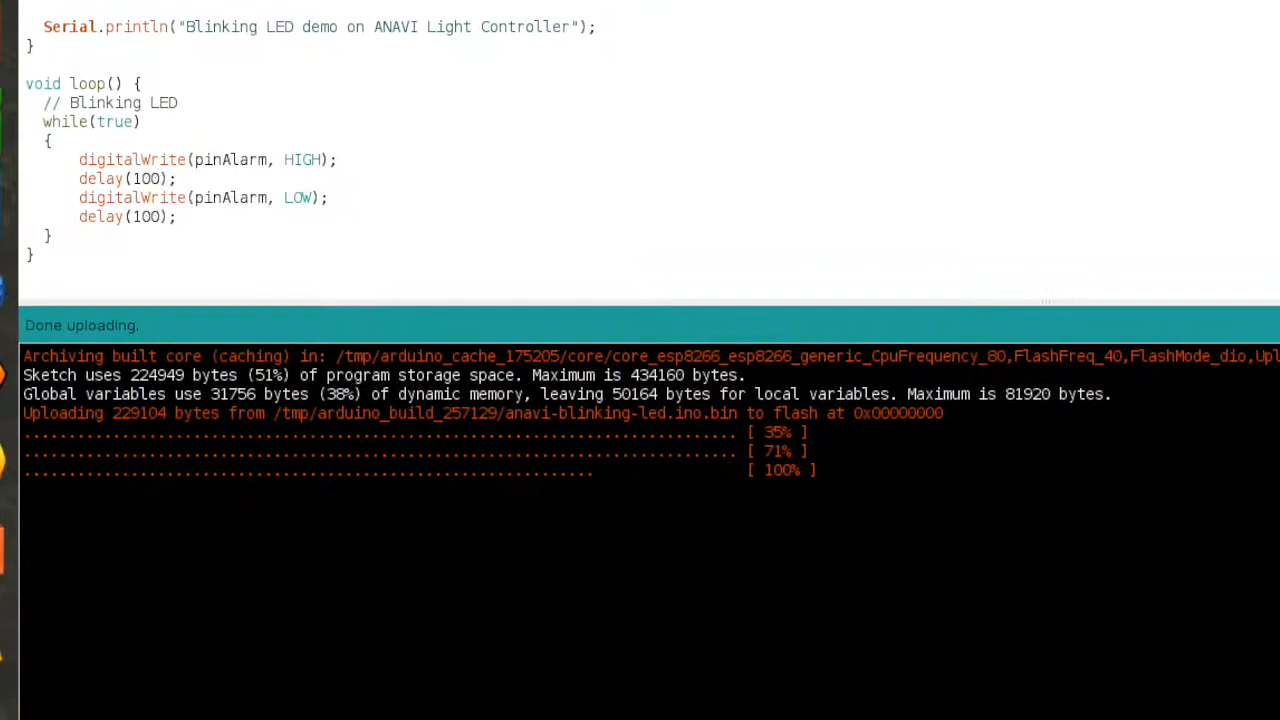 Serial.println("Blinking LED demo on ANAVI Light Controller");
}
void loop() {
// Blinking LED
while(true)
{
digitalWrite(pinAlarm, HIGH);
delay(100);
digitalWrite(pinAlarm, LOW);
delay(100);
}
}
Done uploading.
Archiving built core (caching) in: /tmp/arduino_cache_175205/core/core_esp8266_esp8266_generic_CpuFrequency_80,FlashFreq_40,FlashMode_dio,Upl
Sketch uses 224949 bytes (51%) of program storage space. Maximum is 434160 bytes.
Global variables use 31756 bytes (38%) of dynamic memory, leaving 50164 bytes for local variables. Maximum is 81920 bytes.
Uploading 229104 bytes from /tmp/arduino_build_257129/anavi-blinking-led.ino.bin to flash at 0x00000000
............................................................................... [ 35% ]
............................................................................... [ 71% ]
................................................................ [ 100% ]